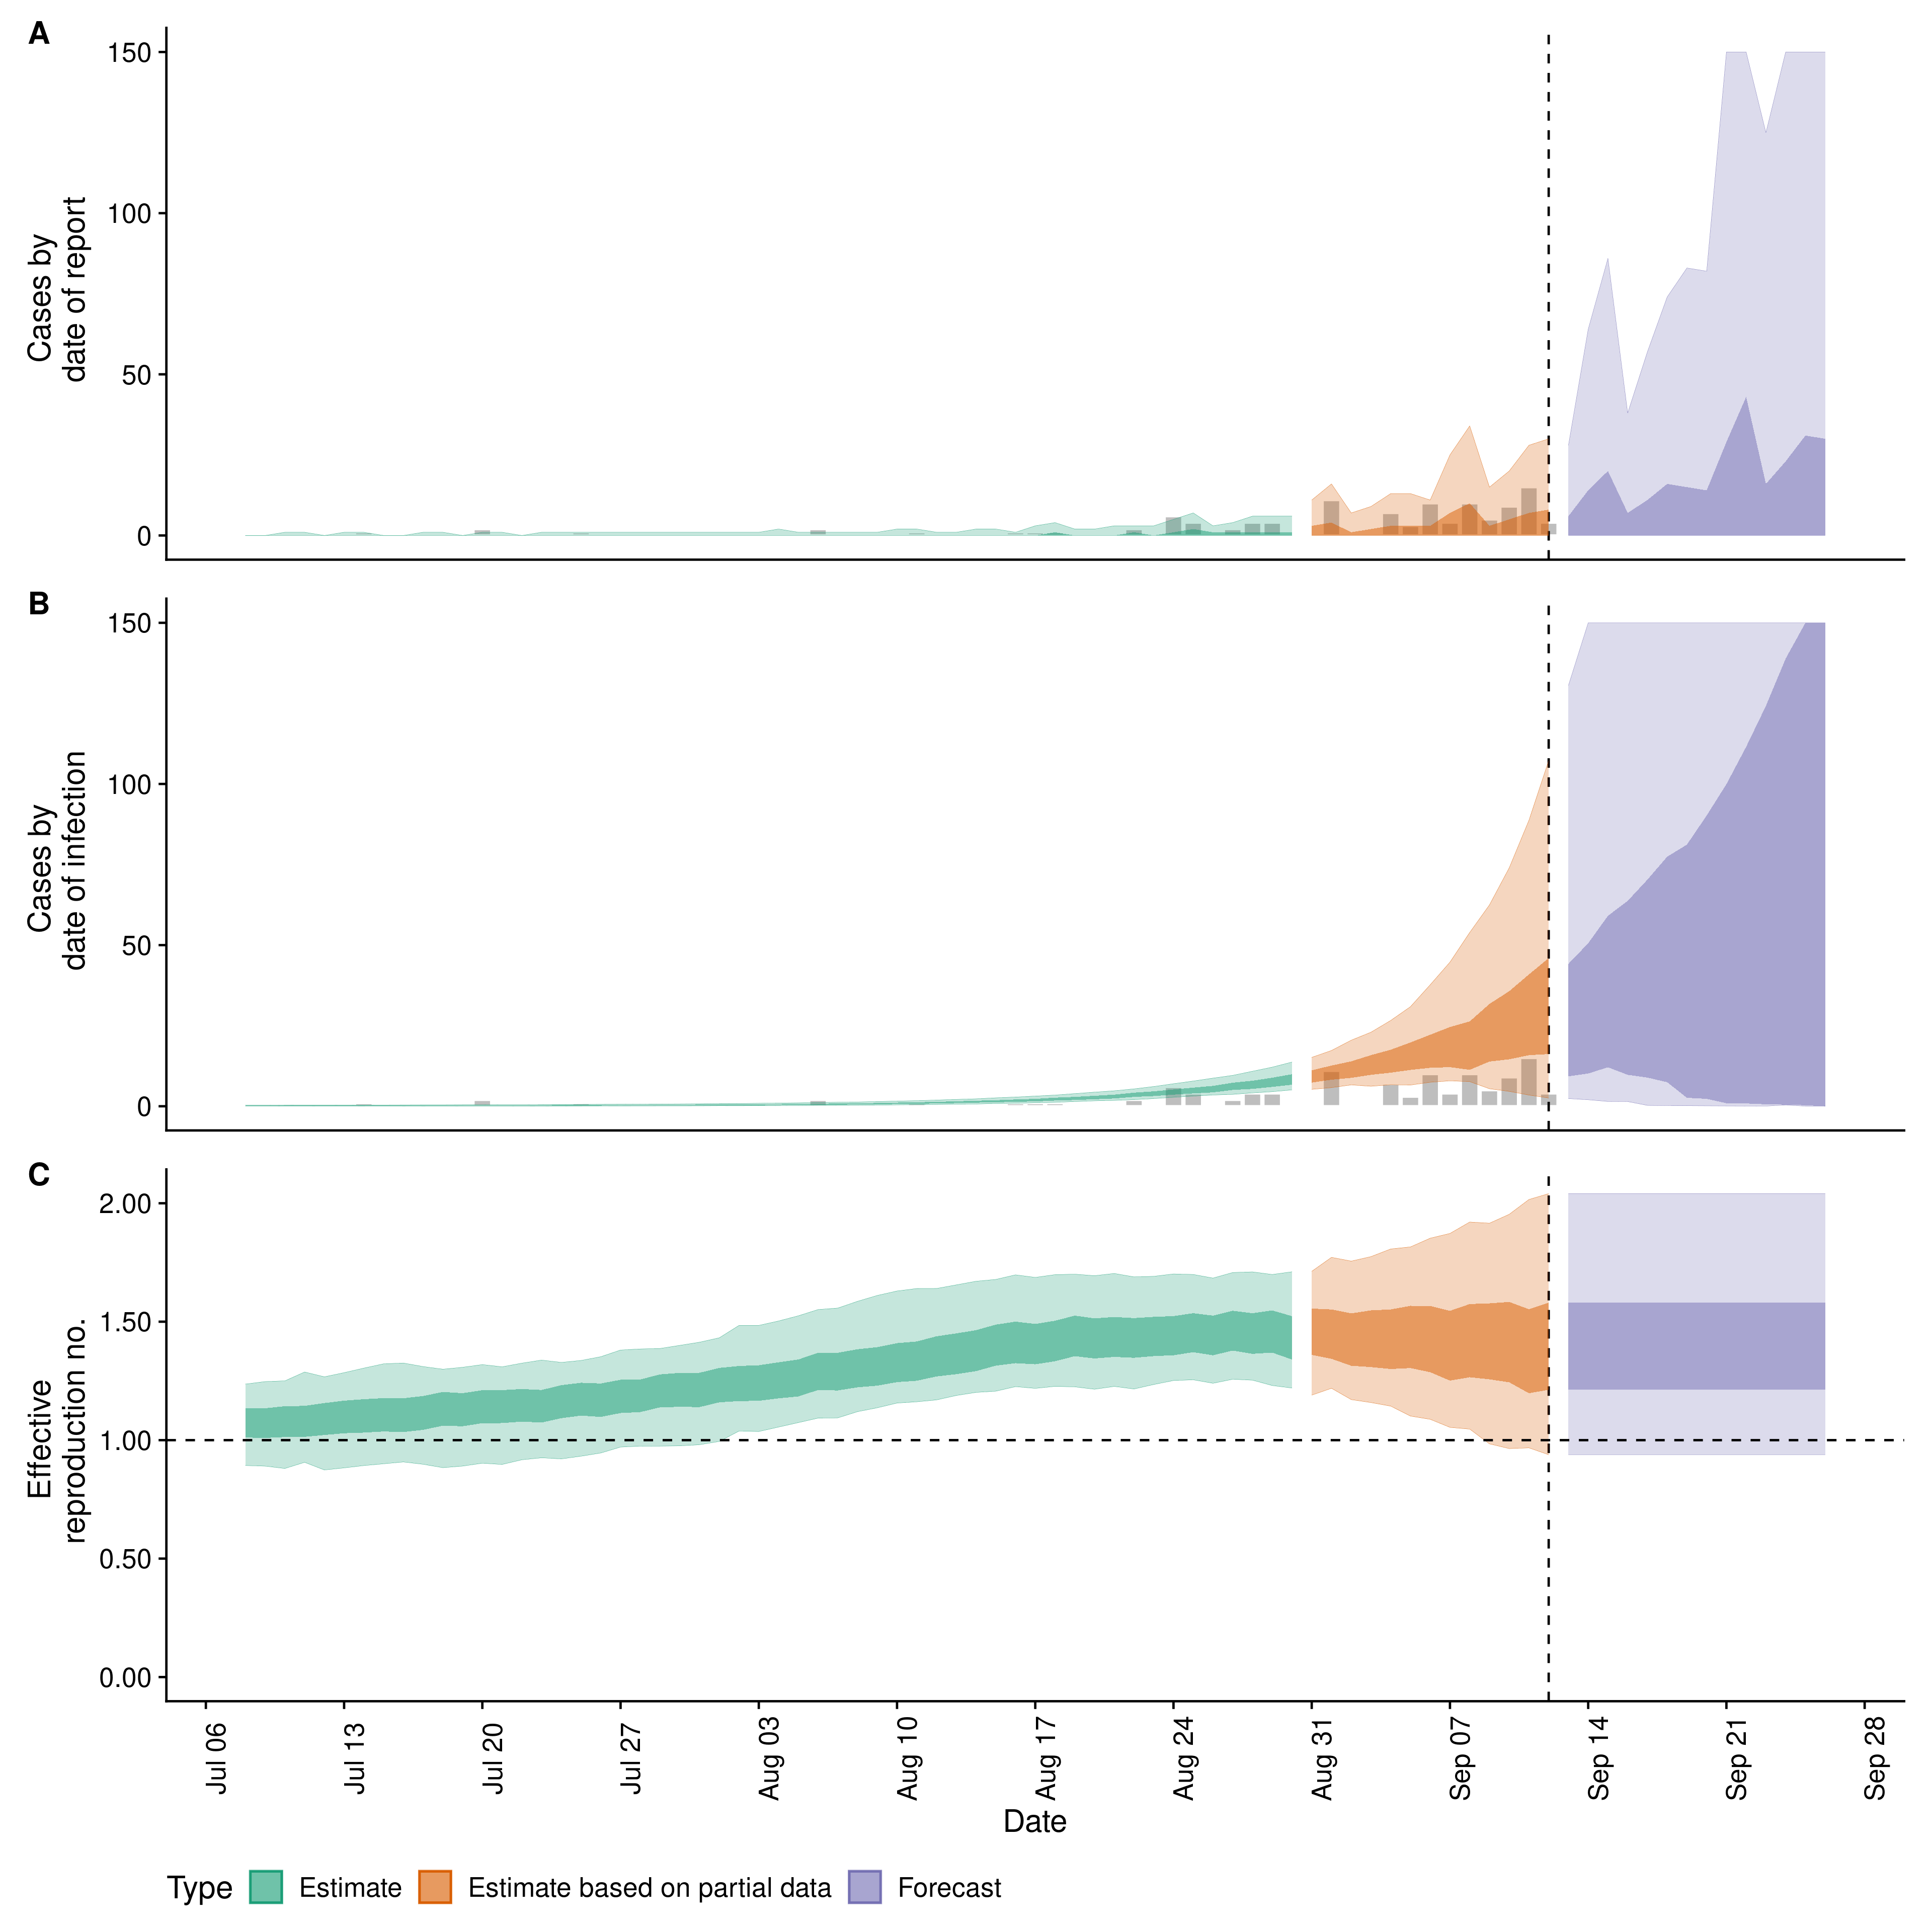 A
150
100
50
0
Cases by
date of report
B
150
100
50
0
Cases by
date of infection
C
2.00
1.50
1.00
0.50
0.00
Effective
reproduction no.
Jul 06
Jul 13
Jul 20
Jul 27
Aug 03
Aug 10
Aug 17
Aug 24
Aug 31
Sep 07
Sep 14
Sep 21
Sep 28
Date
Type Estimate Estimate based on partial data Forecast